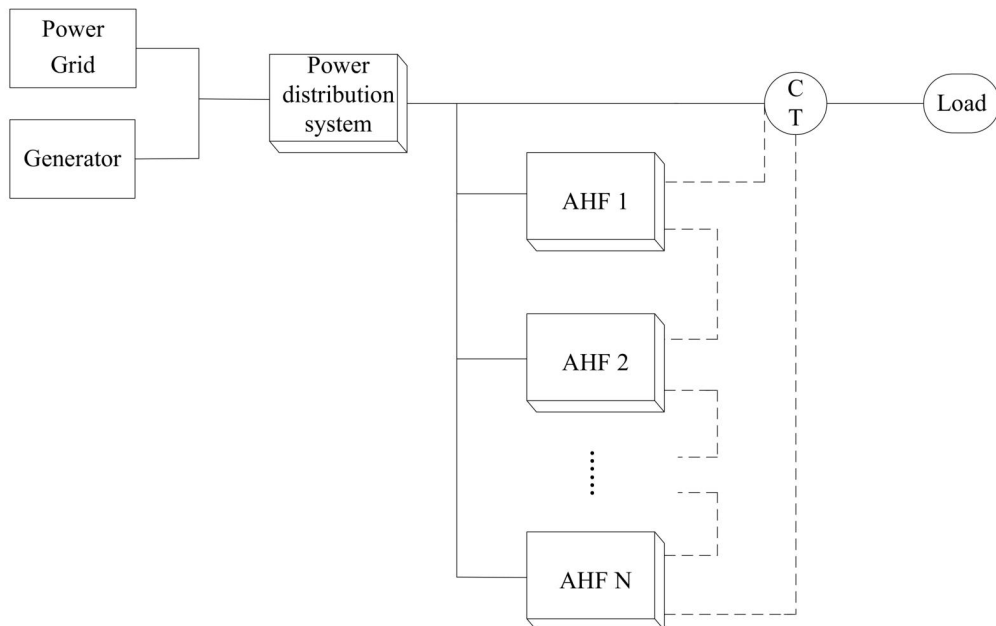 Power
Grid
Generator
Power
distribution
system
C
T
Load
AHF 1
AHF 2
AHF N